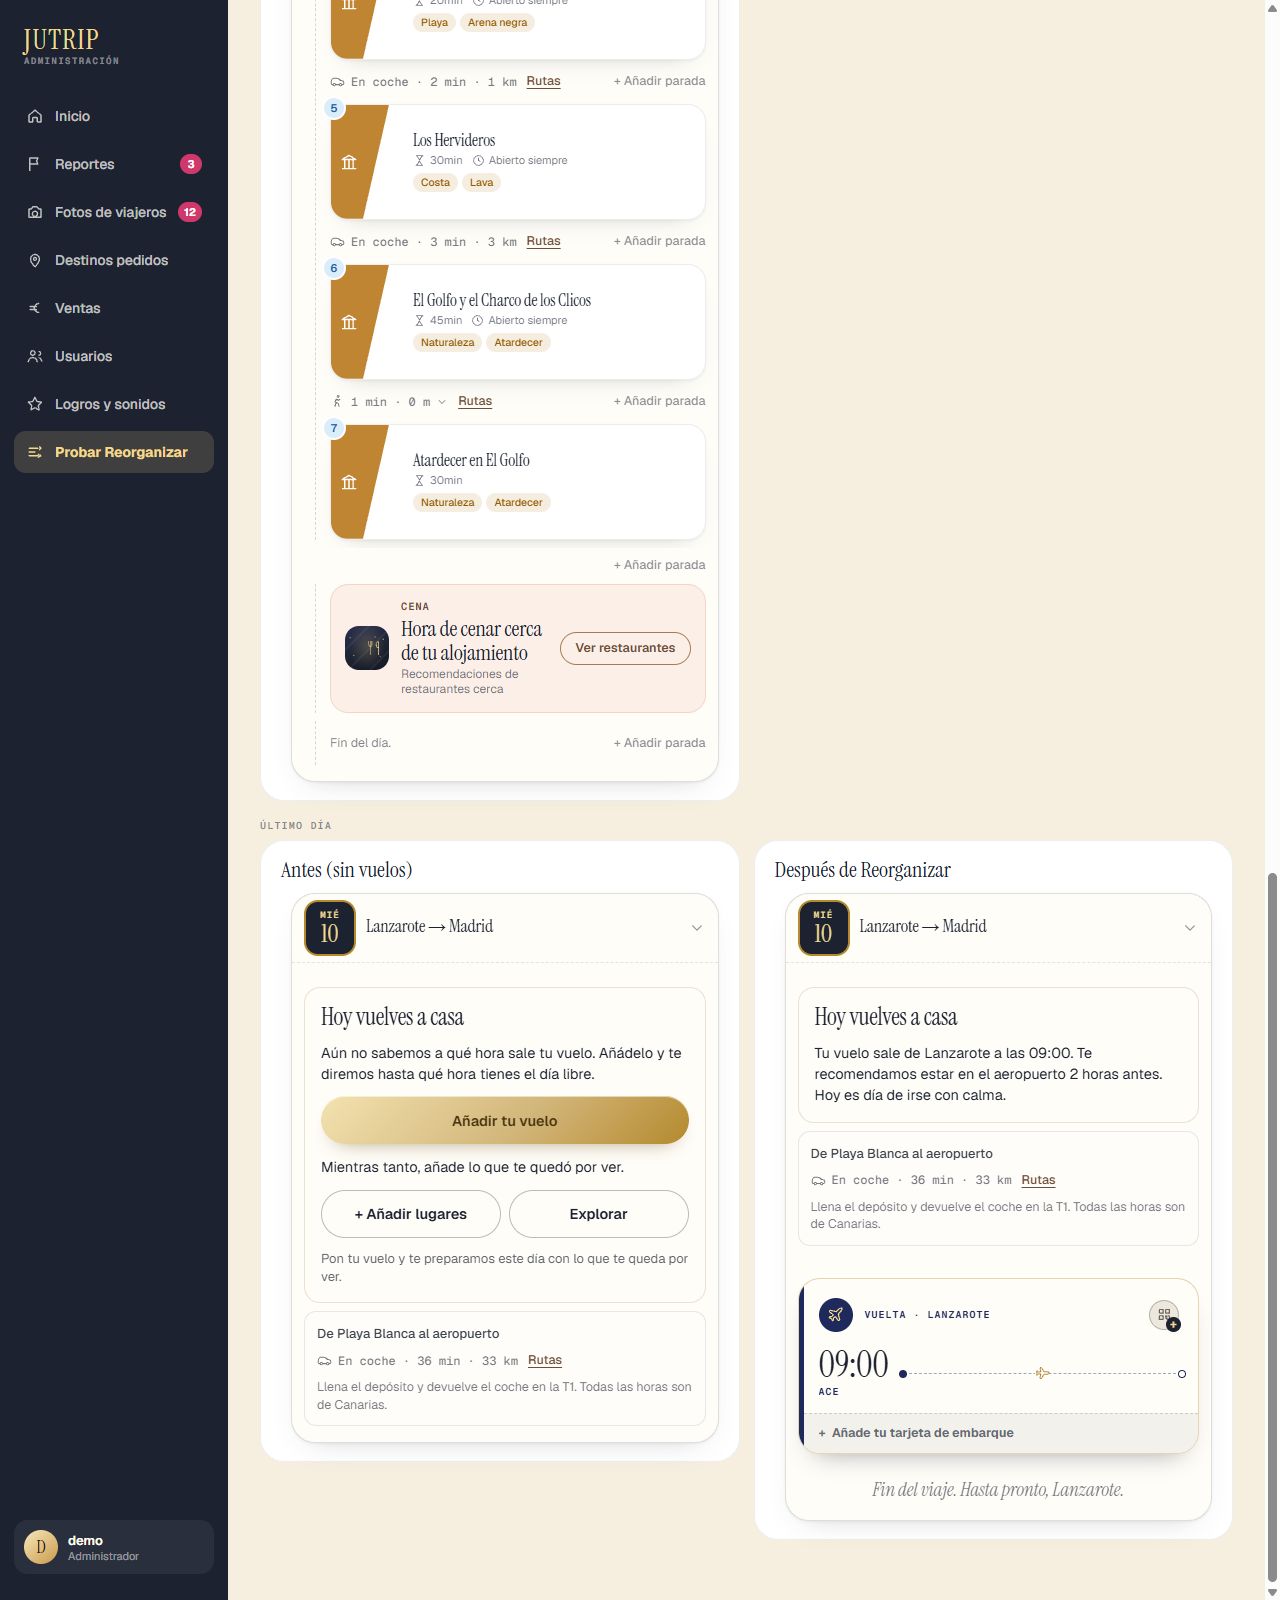 JUTRIP
ADMINISTRACIÓN
Inicio
Reportes 3
Fotos de viajeros 12
Destinos pedidos
Ventas
Usuarios
Logros y sonidos
Probar Reorganizar
demo
D
Administrador
20min Abierto siempre
Playa Arena negra
En coche · 2 min · 1 km Rutas + Añadir parada
5
Los Hervideros
30min Abierto siempre
Costa Lava
En coche · 3 min · 3 km Rutas + Añadir parada
6
El Golfo y el Charco de los Clicos
45min Abierto siempre
Naturaleza Atardecer
1 min · 0 m Rutas + Añadir parada
7
Atardecer en El Golfo
30min
Naturaleza Atardecer
+ Añadir parada
CENA
Hora de cenar cerca
de tu alojamiento
Recomendaciones de
restaurantes cerca
Ver restaurantes
Fin del día. + Añadir parada
ÚLTIMO DÍA
Antes (sin vuelos)
MIÉ
10
Lanzarote → Madrid
Hoy vuelves a casa
Aún no sabemos a qué hora sale tu vuelo. Añádelo y te
diremos hasta qué hora tienes el día libre.
Añadir tu vuelo
Mientras tanto, añade lo que te quedó por ver.
+ Añadir lugares Explorar
Pon tu vuelo y te preparamos este día con lo que te queda por
ver.
De Playa Blanca al aeropuerto
En coche · 36 min · 33 km Rutas
Llena el depósito y devuelve el coche en la T1. Todas las horas son
de Canarias.
Después de Reorganizar
MIÉ
10
Lanzarote → Madrid
Hoy vuelves a casa
Tu vuelo sale de Lanzarote a las 09:00. Te
recomendamos estar en el aeropuerto 2 horas antes.
Hoy es día de irse con calma.
De Playa Blanca al aeropuerto
En coche · 36 min · 33 km Rutas
Llena el depósito y devuelve el coche en la T1. Todas las horas son
de Canarias.
VUELTA · LANZAROTE
09:00
ACE
+ Añade tu tarjeta de embarque
Fin del viaje. Hasta pronto, Lanzarote.